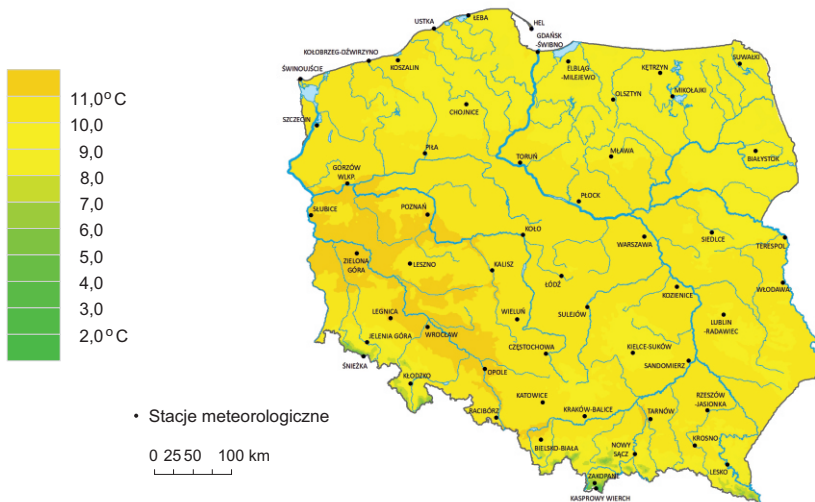 11,0° C
10,0
9,0
8,0
7,0
6,0
5,0
4,0
3,0
2,0° C
• Stacje meteorologiczne
0 25 50 100 km
ŁEBA
USTKA
HEL
GDAŃSK
-ŚWIBNO
KOŁOBRZEG-DŹWIRZYNO
KOSZALIN
ELBLĄG
-MILEJEWO
KĘTRZYN
SUWAŁKI
ŚWINOUJŚCIE
OLSZTYN
MIKOŁAJKI
CHOJNICE
SZCZECIN
PIŁA
TORUŃ
MŁAWA
BIAŁYSTOK
GORZÓW
WLKP.
PŁOCK
SŁUBICE
POZNAŃ
KOŁO
WARSZAWA
SIEDLCE
TERESPOL
ZIELONA
GÓRA
LESZNO
KALISZ
ŁÓDŹ
KOZIENICE
WŁODAWA
LEGNICA
WIELUŃ
SULEJÓW
LUBLIN
-RADAWIEC
JELENIA GÓRA
WROCŁAW
CZĘSTOCHOWA
KIELCE-SUKÓW
SANDOMIERZ
ŚNIEŻKA
KŁODZKO
OPOLE
KATOWICE
RZESZÓW
-JASIONKA
RACIBÓRZ
KRAKÓW-BALICE
TARNÓW
BIELSKO-BIAŁA
NOWY
SĄCZ
KROSNO
LESKO
ZAKOPANE
KASPROWY WIERCH